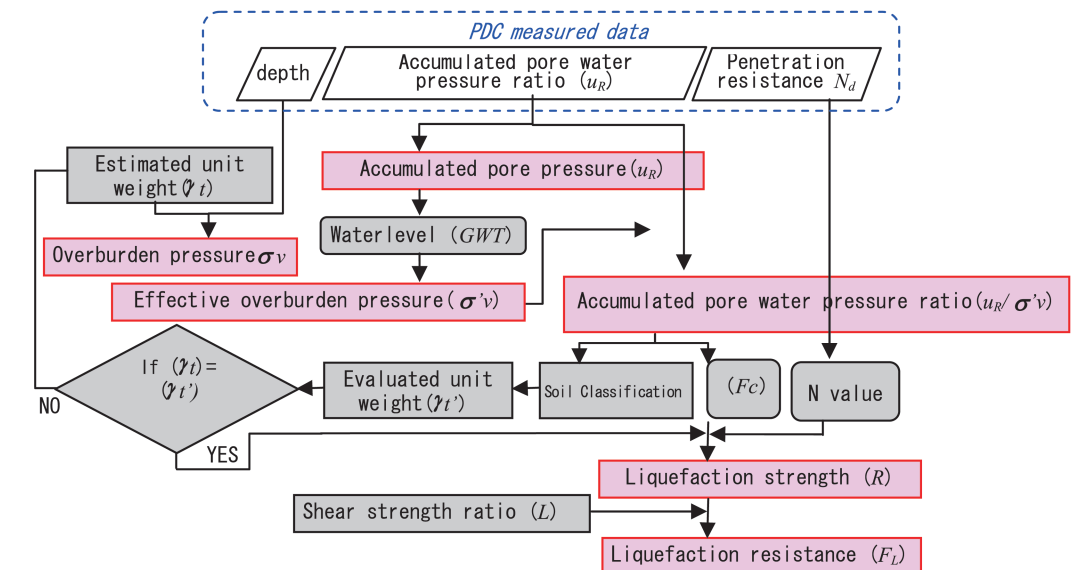 PDC measured data
depth
Accumulated pore water
pressure ratio (uR)
Penetration
resistance Nd
Estimated unit
weight(γt)
Accumulated pore pressure(uR)
Waterlevel (GWT)
Overburden pressure σv
Effective overburden pressure( σ'v)
Accumulated pore water pressure ratio(uR/ σ'v)
If (γt)=
(γt')
NO
YES
Evaluated unit
weight(γt')
Soil Classification
(Fc)
N value
Liquefaction strength (R)
Shear strength ratio (L)
Liquefaction resistance (FL)